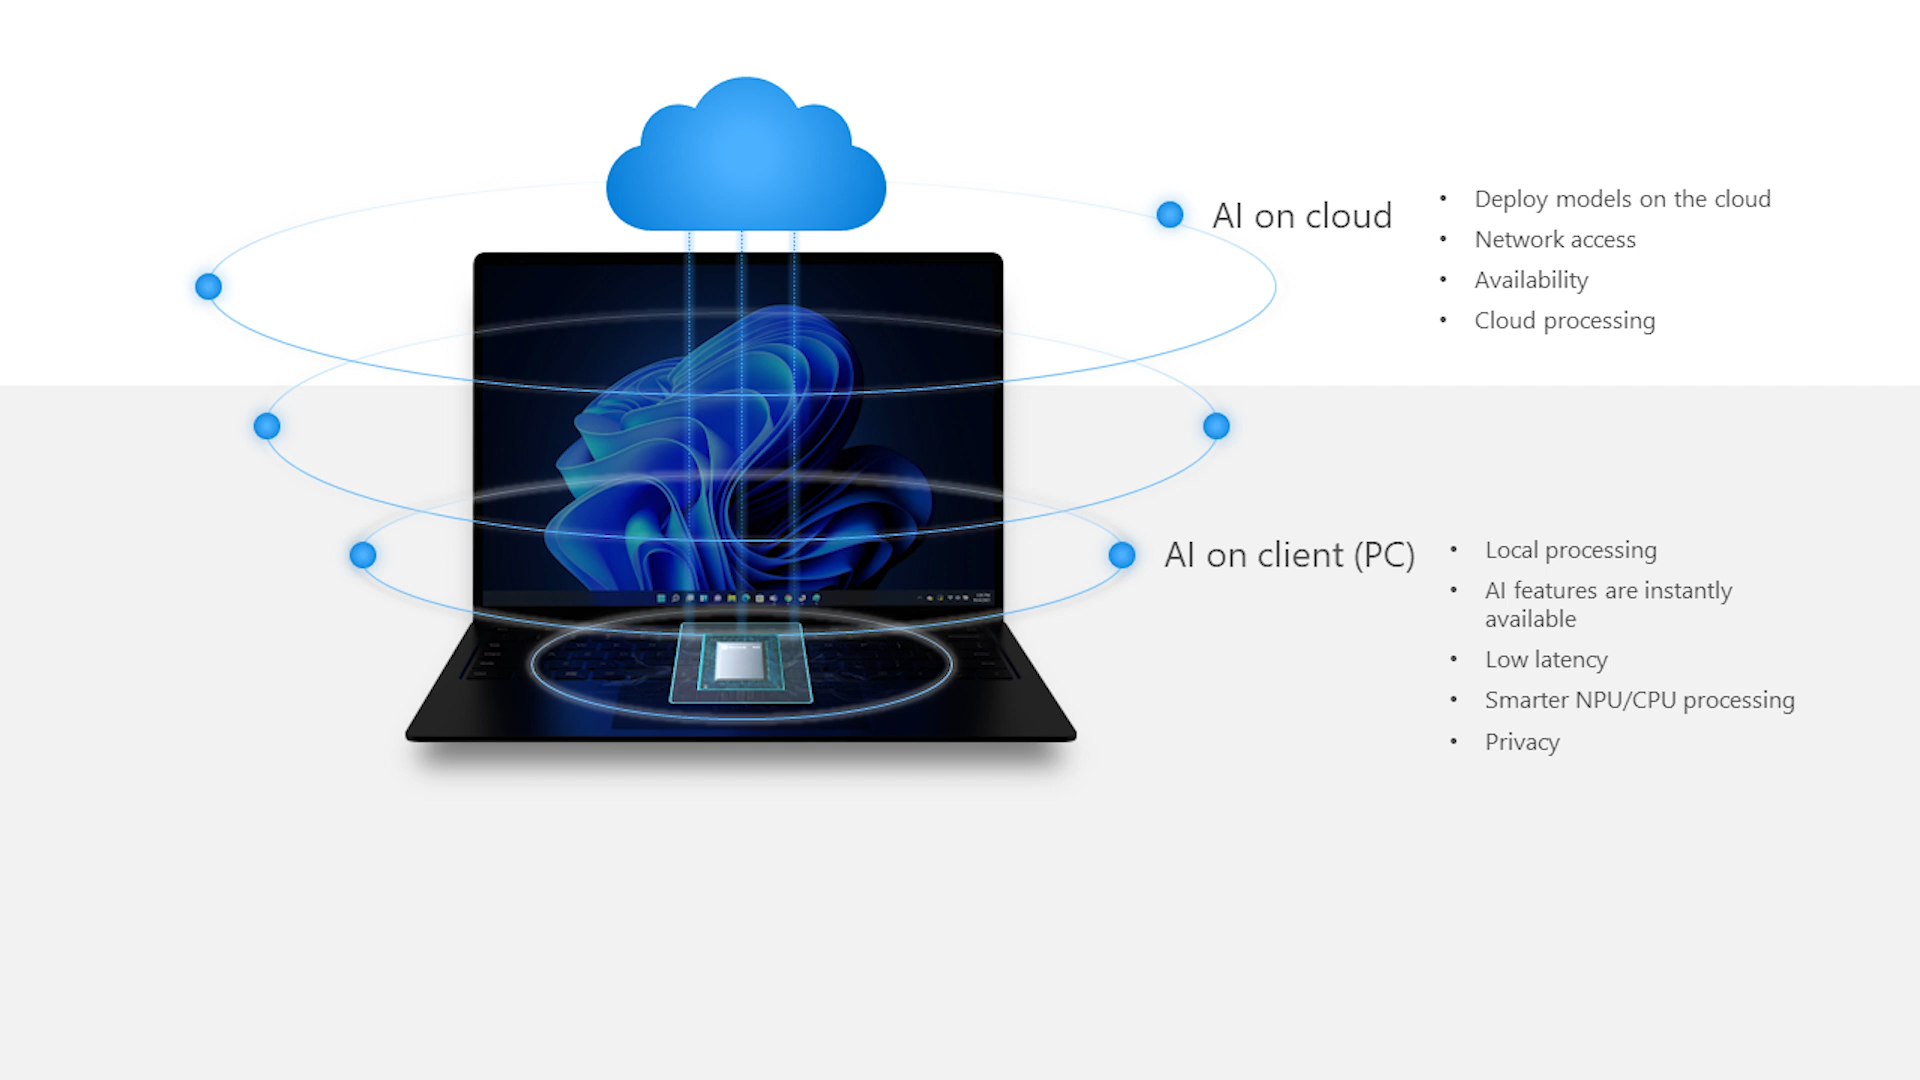 AI on cloud
• Deploy models on the cloud
• Network access
• Availability
• Cloud processing
AI on client (PC)
• Local processing
• AI features are instantly
available
• Low latency
• Smarter NPU/CPU processing
• Privacy